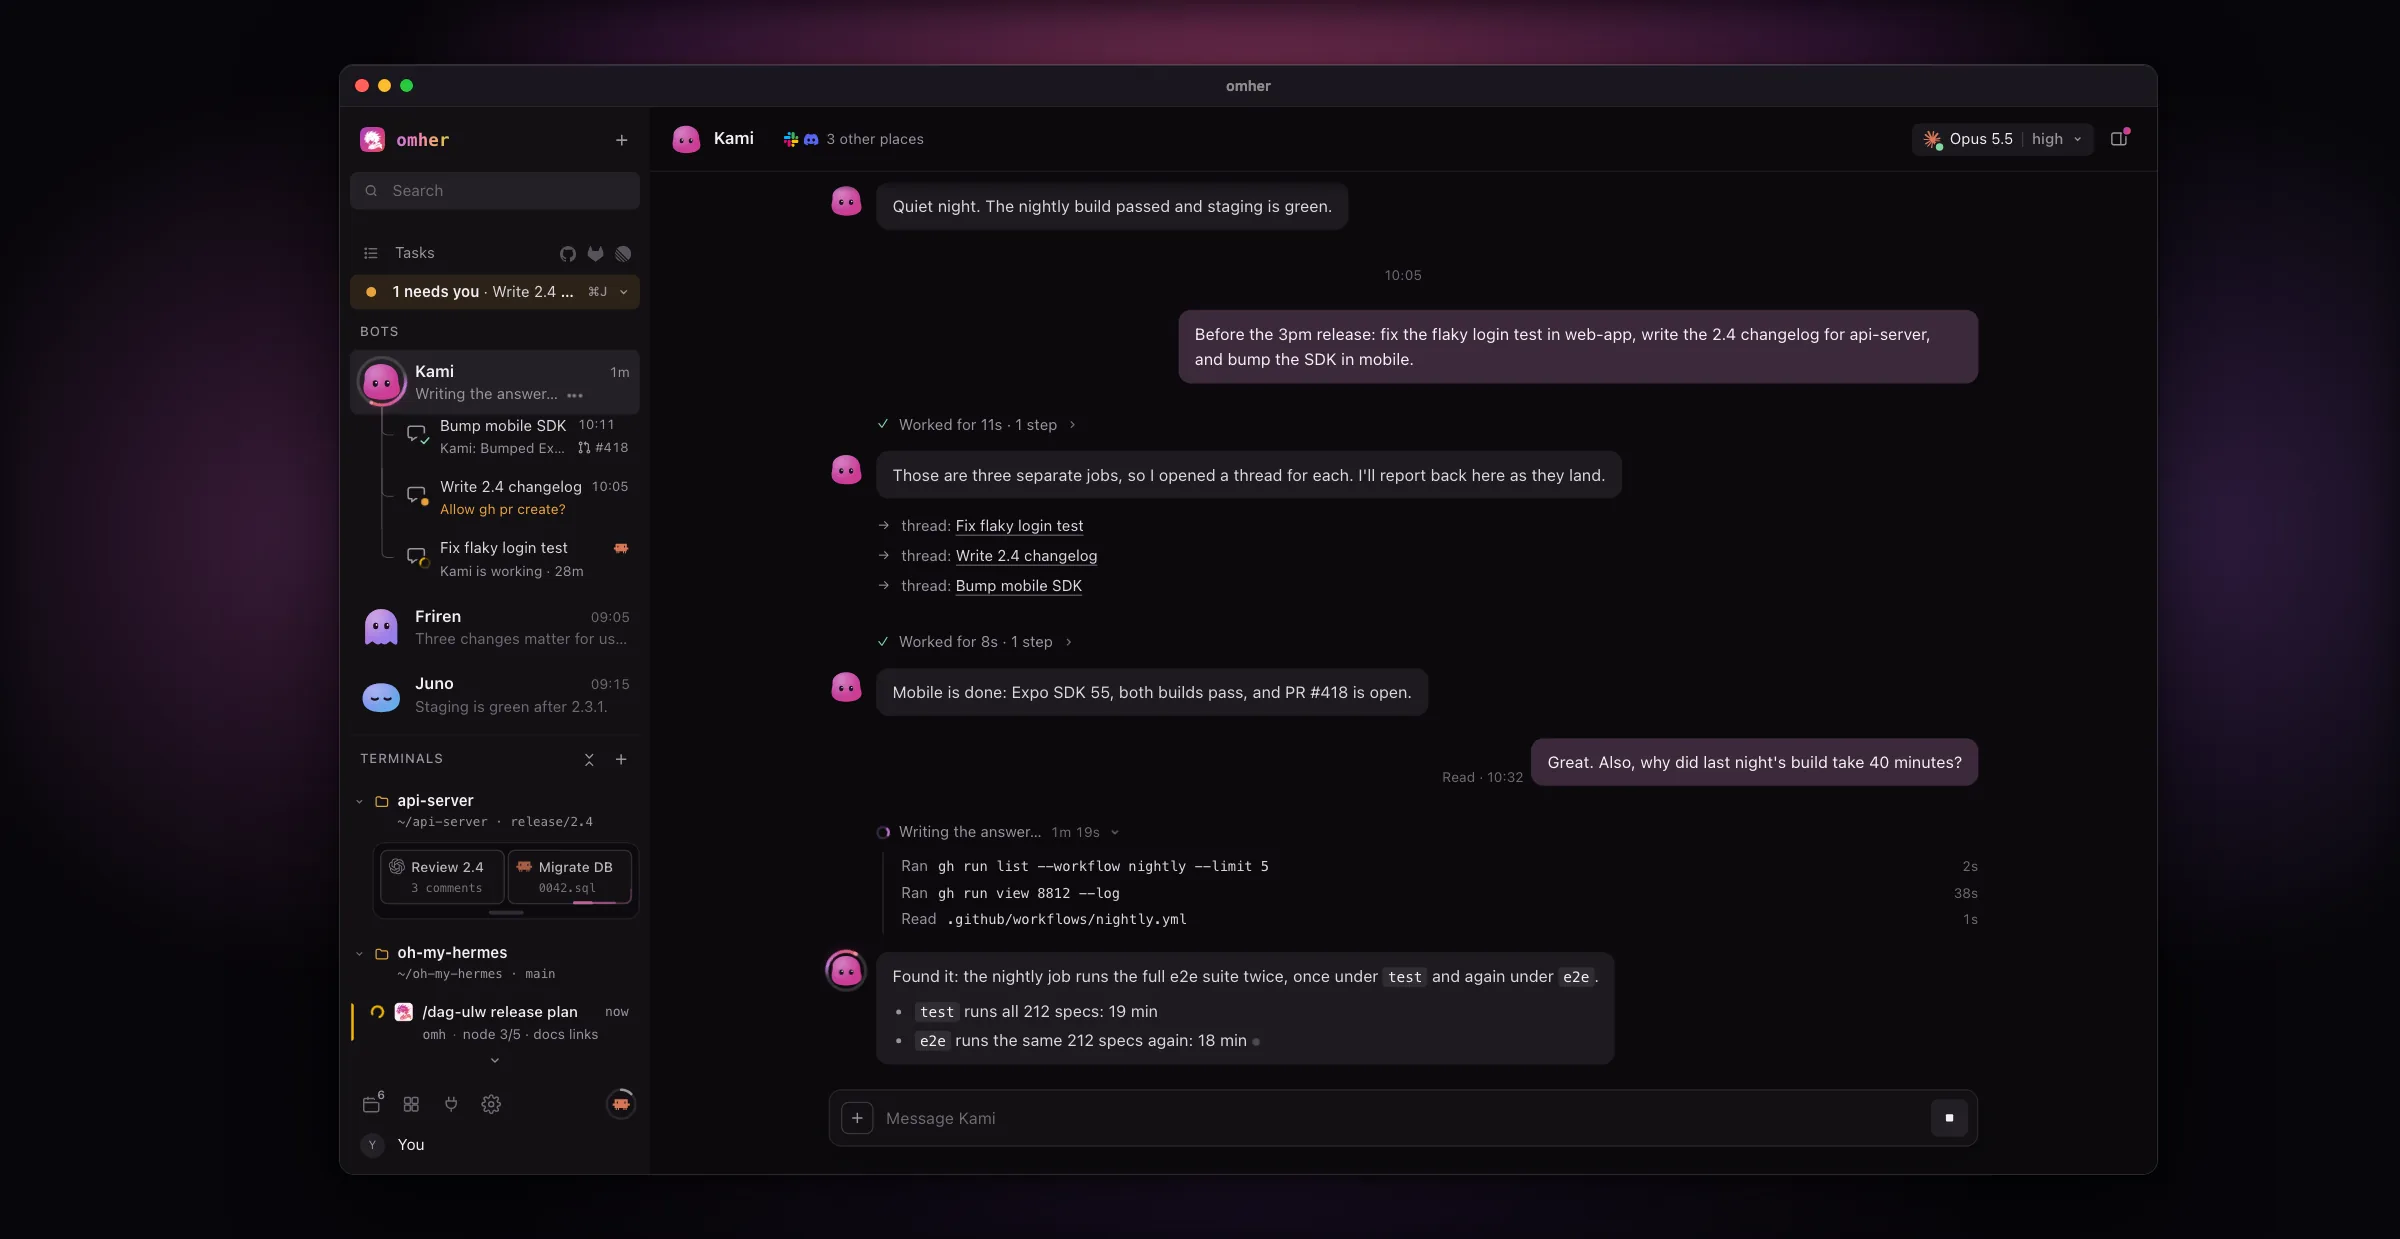 omher
omher
Search
Tasks
1 needs you · Write 2.4 ... ⌘J
BOTS
Kami 1m
Writing the answer...
Bump mobile SDK 10:11
Kami: Bumped Ex... #418
Write 2.4 changelog 10:05
Allow gh pr create?
Fix flaky login test
Kami is working · 28m
Friren 09:05
Three changes matter for us...
Juno 09:15
Staging is green after 2.3.1.
TERMINALS
api-server
~/api-server · release/2.4
Review 2.4
3 comments
Migrate DB
0042.sql
oh-my-hermes
~/oh-my-hermes · main
/dag-ulw release plan now
omh · node 3/5 · docs links
6
Y You
Kami 3 other places
Opus 5.5 | high
Quiet night. The nightly build passed and staging is green.
10:05
Before the 3pm release: fix the flaky login test in web-app, write the 2.4 changelog for api-server,
and bump the SDK in mobile.
Worked for 11s · 1 step
Those are three separate jobs, so I opened a thread for each. I'll report back here as they land.
→ thread: Fix flaky login test
→ thread: Write 2.4 changelog
→ thread: Bump mobile SDK
Worked for 8s · 1 step
Mobile is done: Expo SDK 55, both builds pass, and PR #418 is open.
Great. Also, why did last night's build take 40 minutes?
Read · 10:32
Writing the answer... 1m 19s
Ran gh run list --workflow nightly --limit 5 2s
Ran gh run view 8812 --log 38s
Read .github/workflows/nightly.yml 1s
Found it: the nightly job runs the full e2e suite twice, once under test and again under e2e.
• test runs all 212 specs: 19 min
• e2e runs the same 212 specs again: 18 min
Message Kami